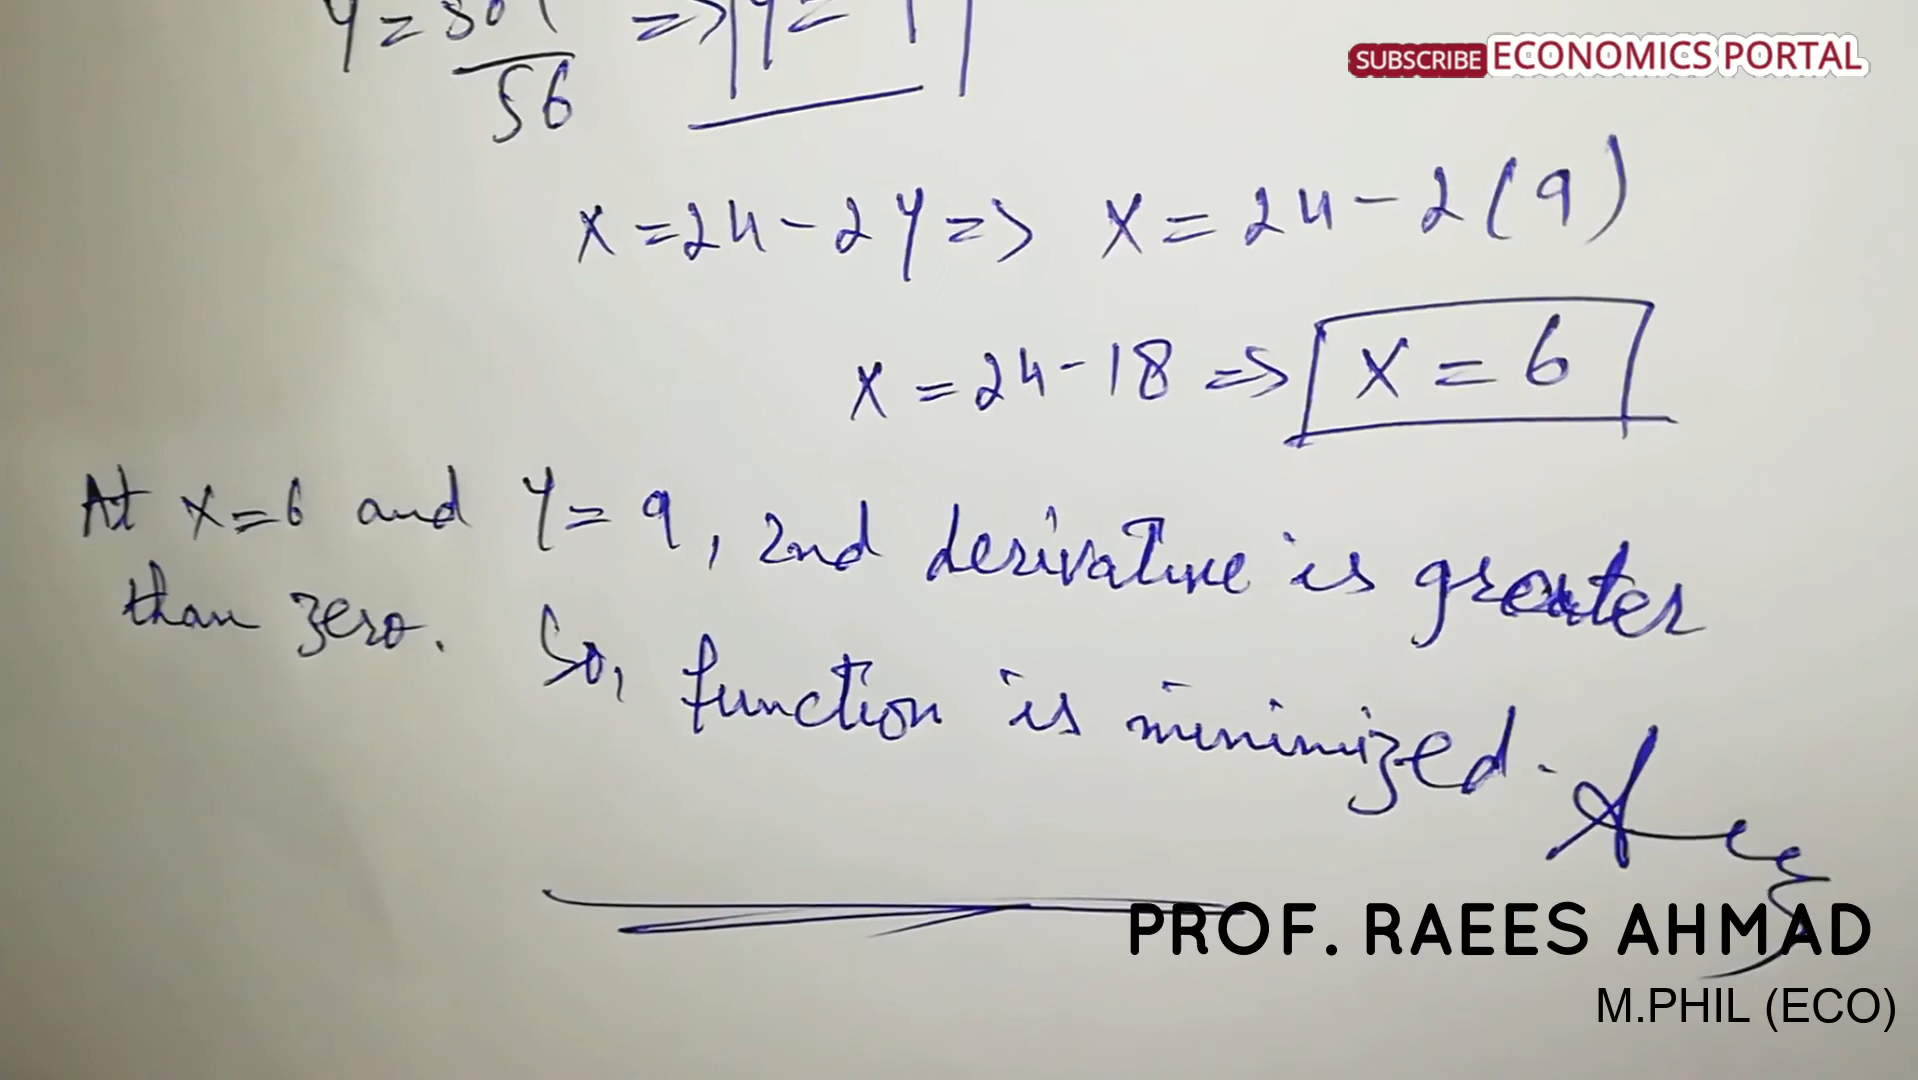 SUBSCRIBE ECONOMICS PORTAL
Y =
56
X = 24 - 2Y => X = 24 - 2(9)
X = 24 - 18 => X = 6
At X=6 and Y=9, 2nd derivative is greater
than zero. So, function is minimized.
PROF. RAEES AHMAD
M.PHIL (ECO)